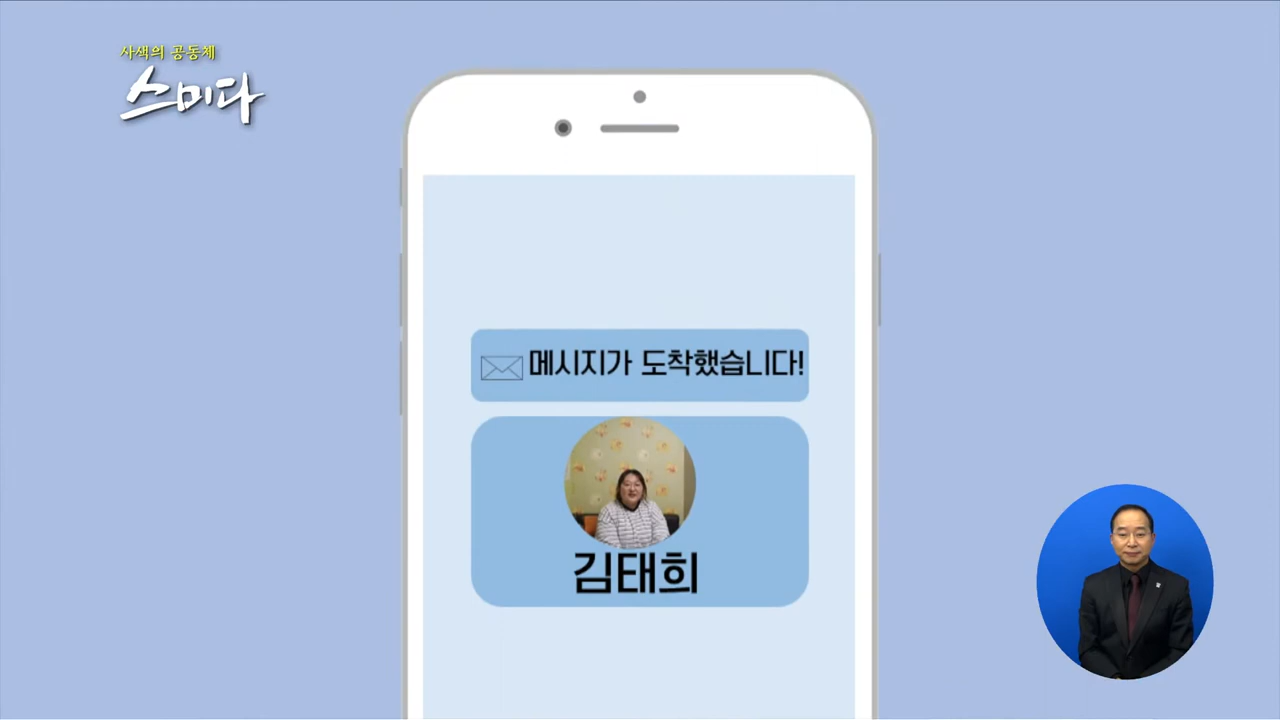 사색의 공동체
스미다
메시지가 도착했습니다!
김태희